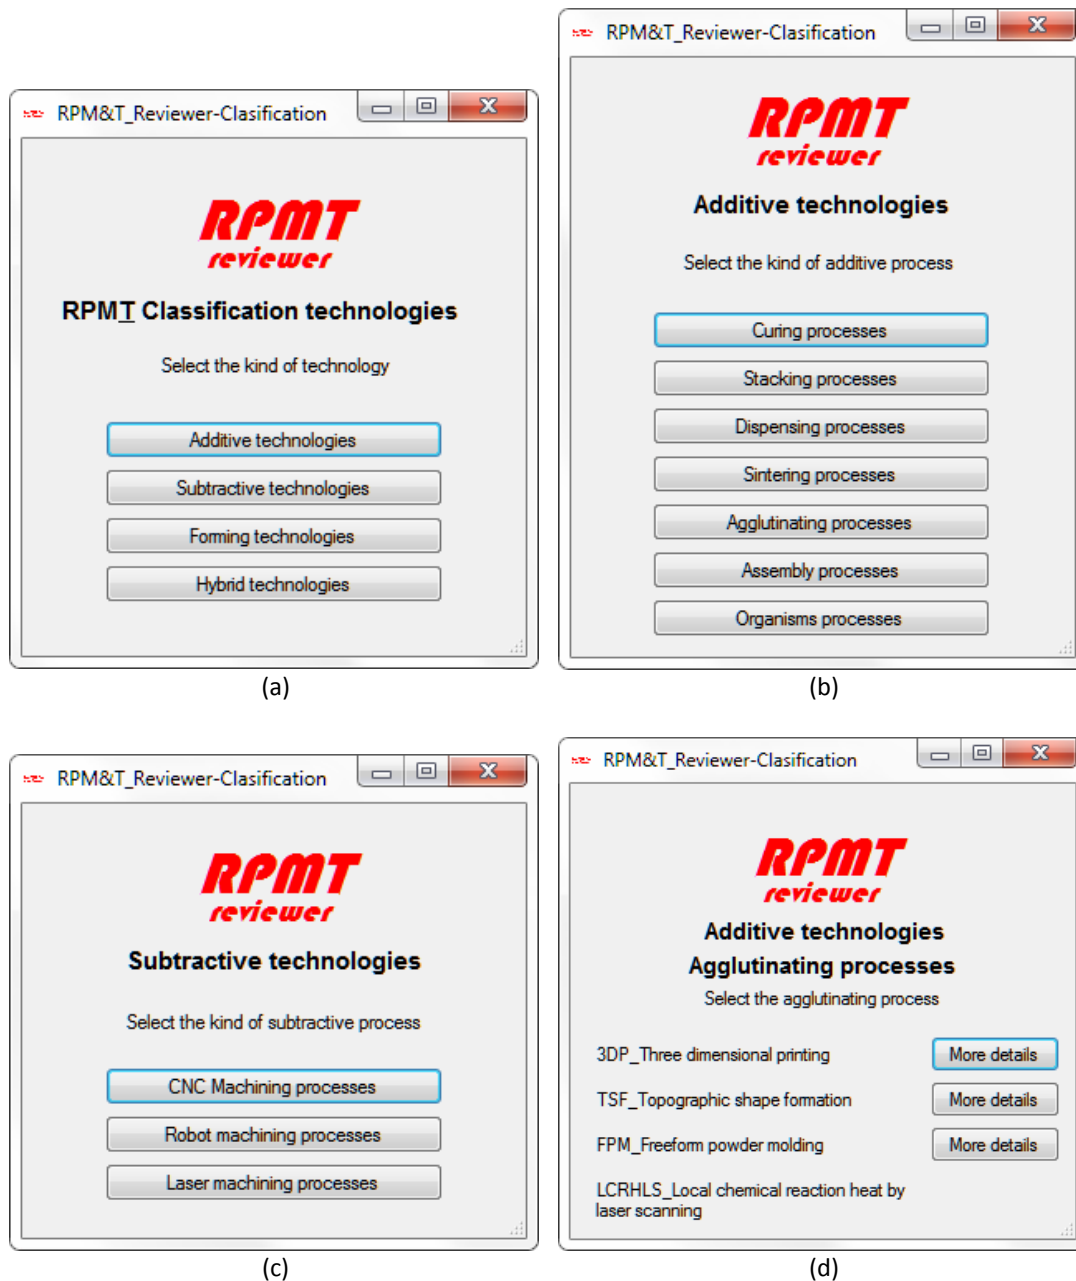 RPM&T_Reviewer-Clasification
RPMT
reviewer
RPMT Classification technologies
Select the kind of technology
Additive technologies
Subtractive technologies
Forming technologies
Hybrid technologies
(a)
RPM&T_Reviewer-Clasification
RPMT
reviewer
Additive technologies
Select the kind of additive process
Curing processes
Stacking processes
Dispensing processes
Sintering processes
Agglutinating processes
Assembly processes
Organisms processes
(b)
RPM&T_Reviewer-Clasification
RPMT
reviewer
Subtractive technologies
Select the kind of subtractive process
CNC Machining processes
Robot machining processes
Laser machining processes
(c)
RPM&T_Reviewer-Clasification
RPMT
reviewer
Additive technologies
Agglutinating processes
Select the agglutinating process
3DP_Three dimensional printing More details
TSF_Topographic shape formation More details
FPM_Freeform powder molding More details
LCRHLS_Local chemical reaction heat by
laser scanning
(d)